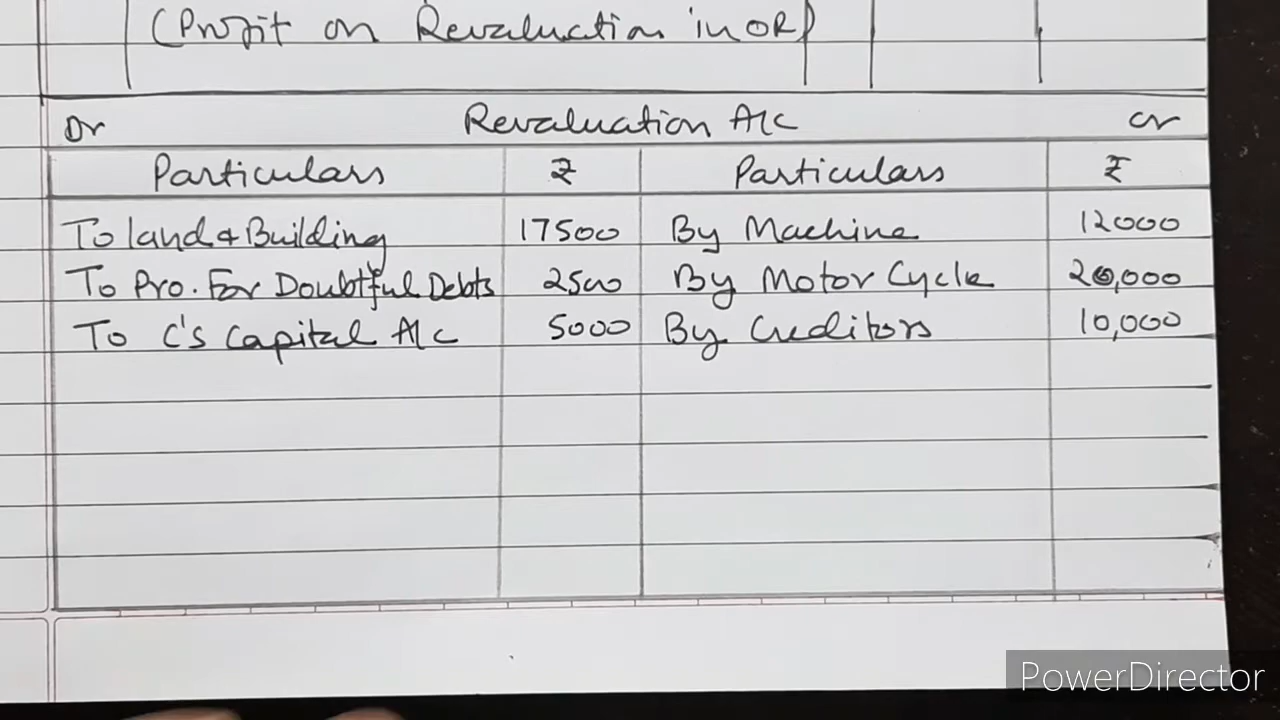 (Profit on Revaluation in OR)
Dr Revaluation A/C Cr
Particulars ₹ Particulars ₹
To land & Building 17500 By Machine 12000
To Pro. For Doubtful Debts 2500 By Motor Cycle 20,000
To C's Capital A/C 5000 By Creditors 10,000
PowerDirector